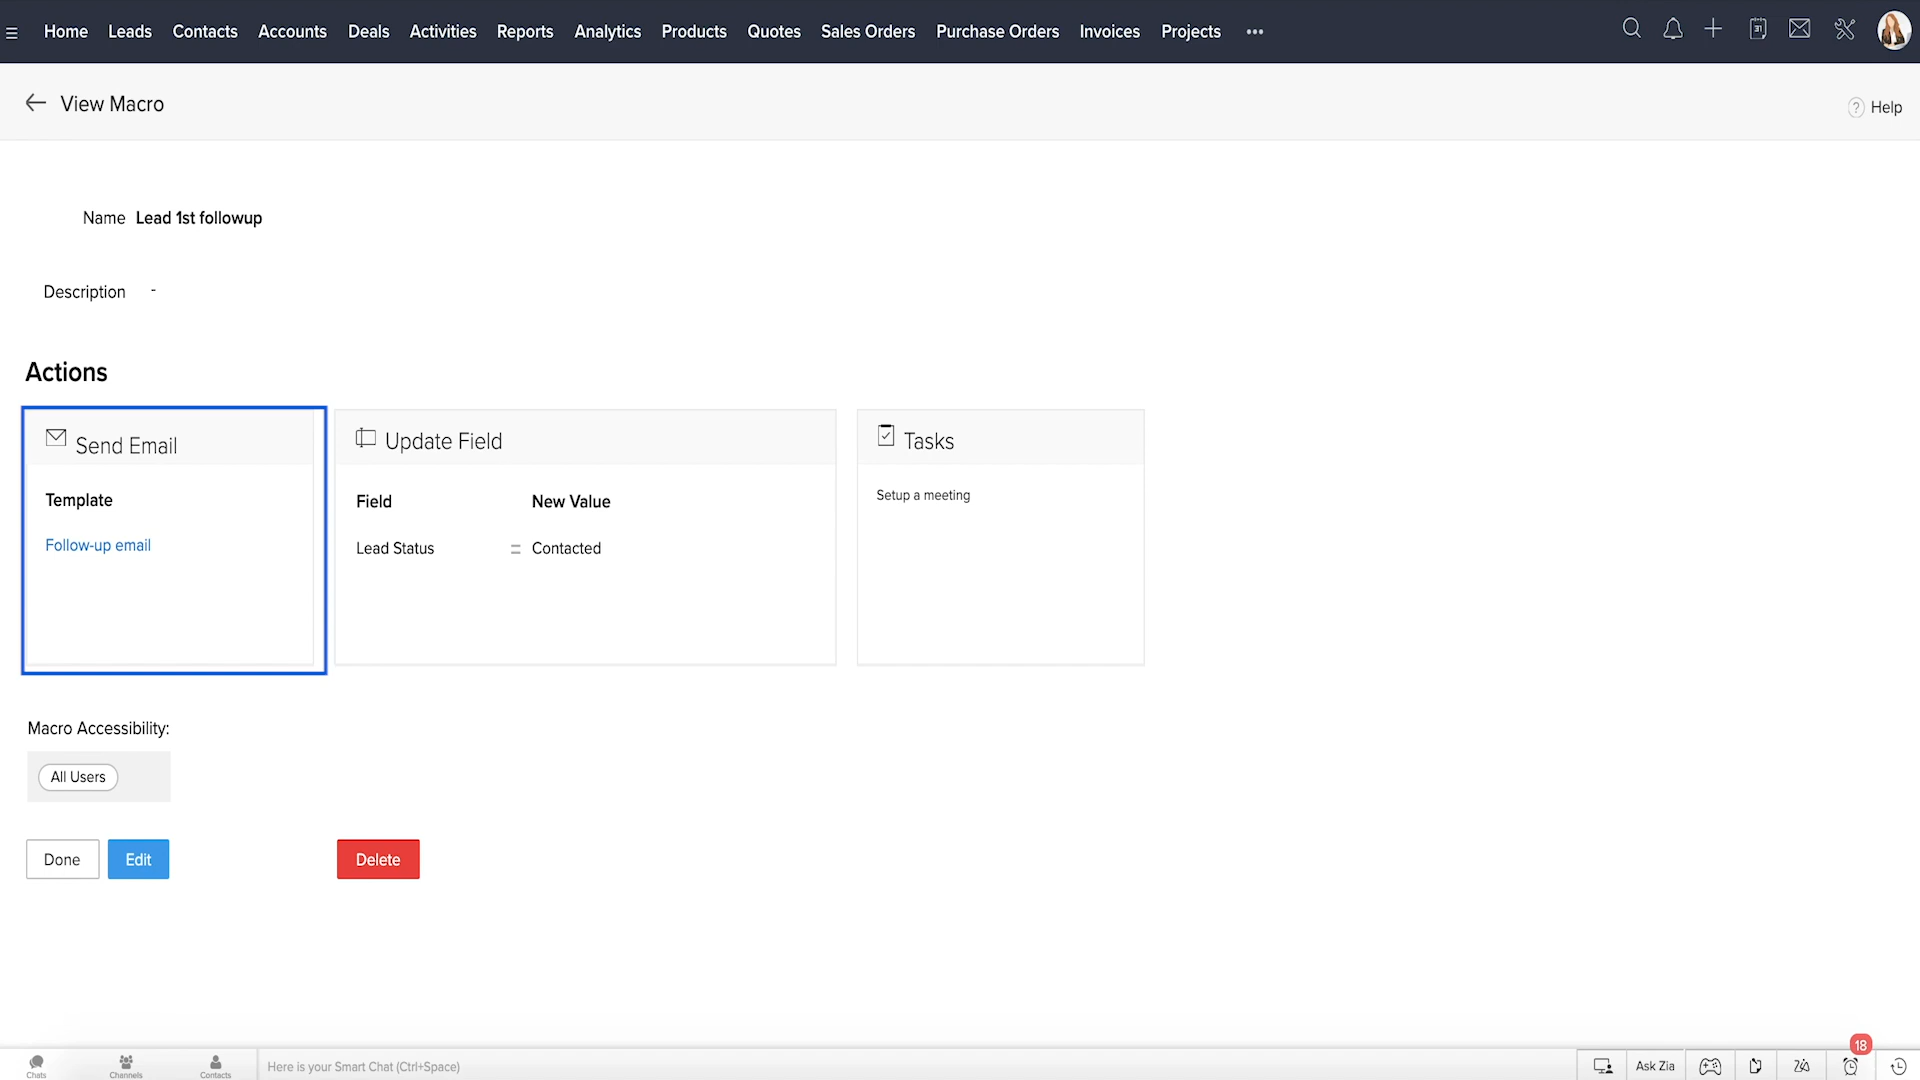 Home Leads Contacts Accounts Deals Activities Reports Analytics Products Quotes Sales Orders Purchase Orders Invoices Projects
View Macro
Help
Name Lead 1st followup
Description -
Actions
Send Email
Template
Follow-up email
Update Field
Field New Value
Lead Status = Contacted
Tasks
Setup a meeting
Macro Accessibility:
All Users
Done Edit Delete
18
Chats Channels Contacts Here is your Smart Chat (Ctrl+Space) Ask Zia